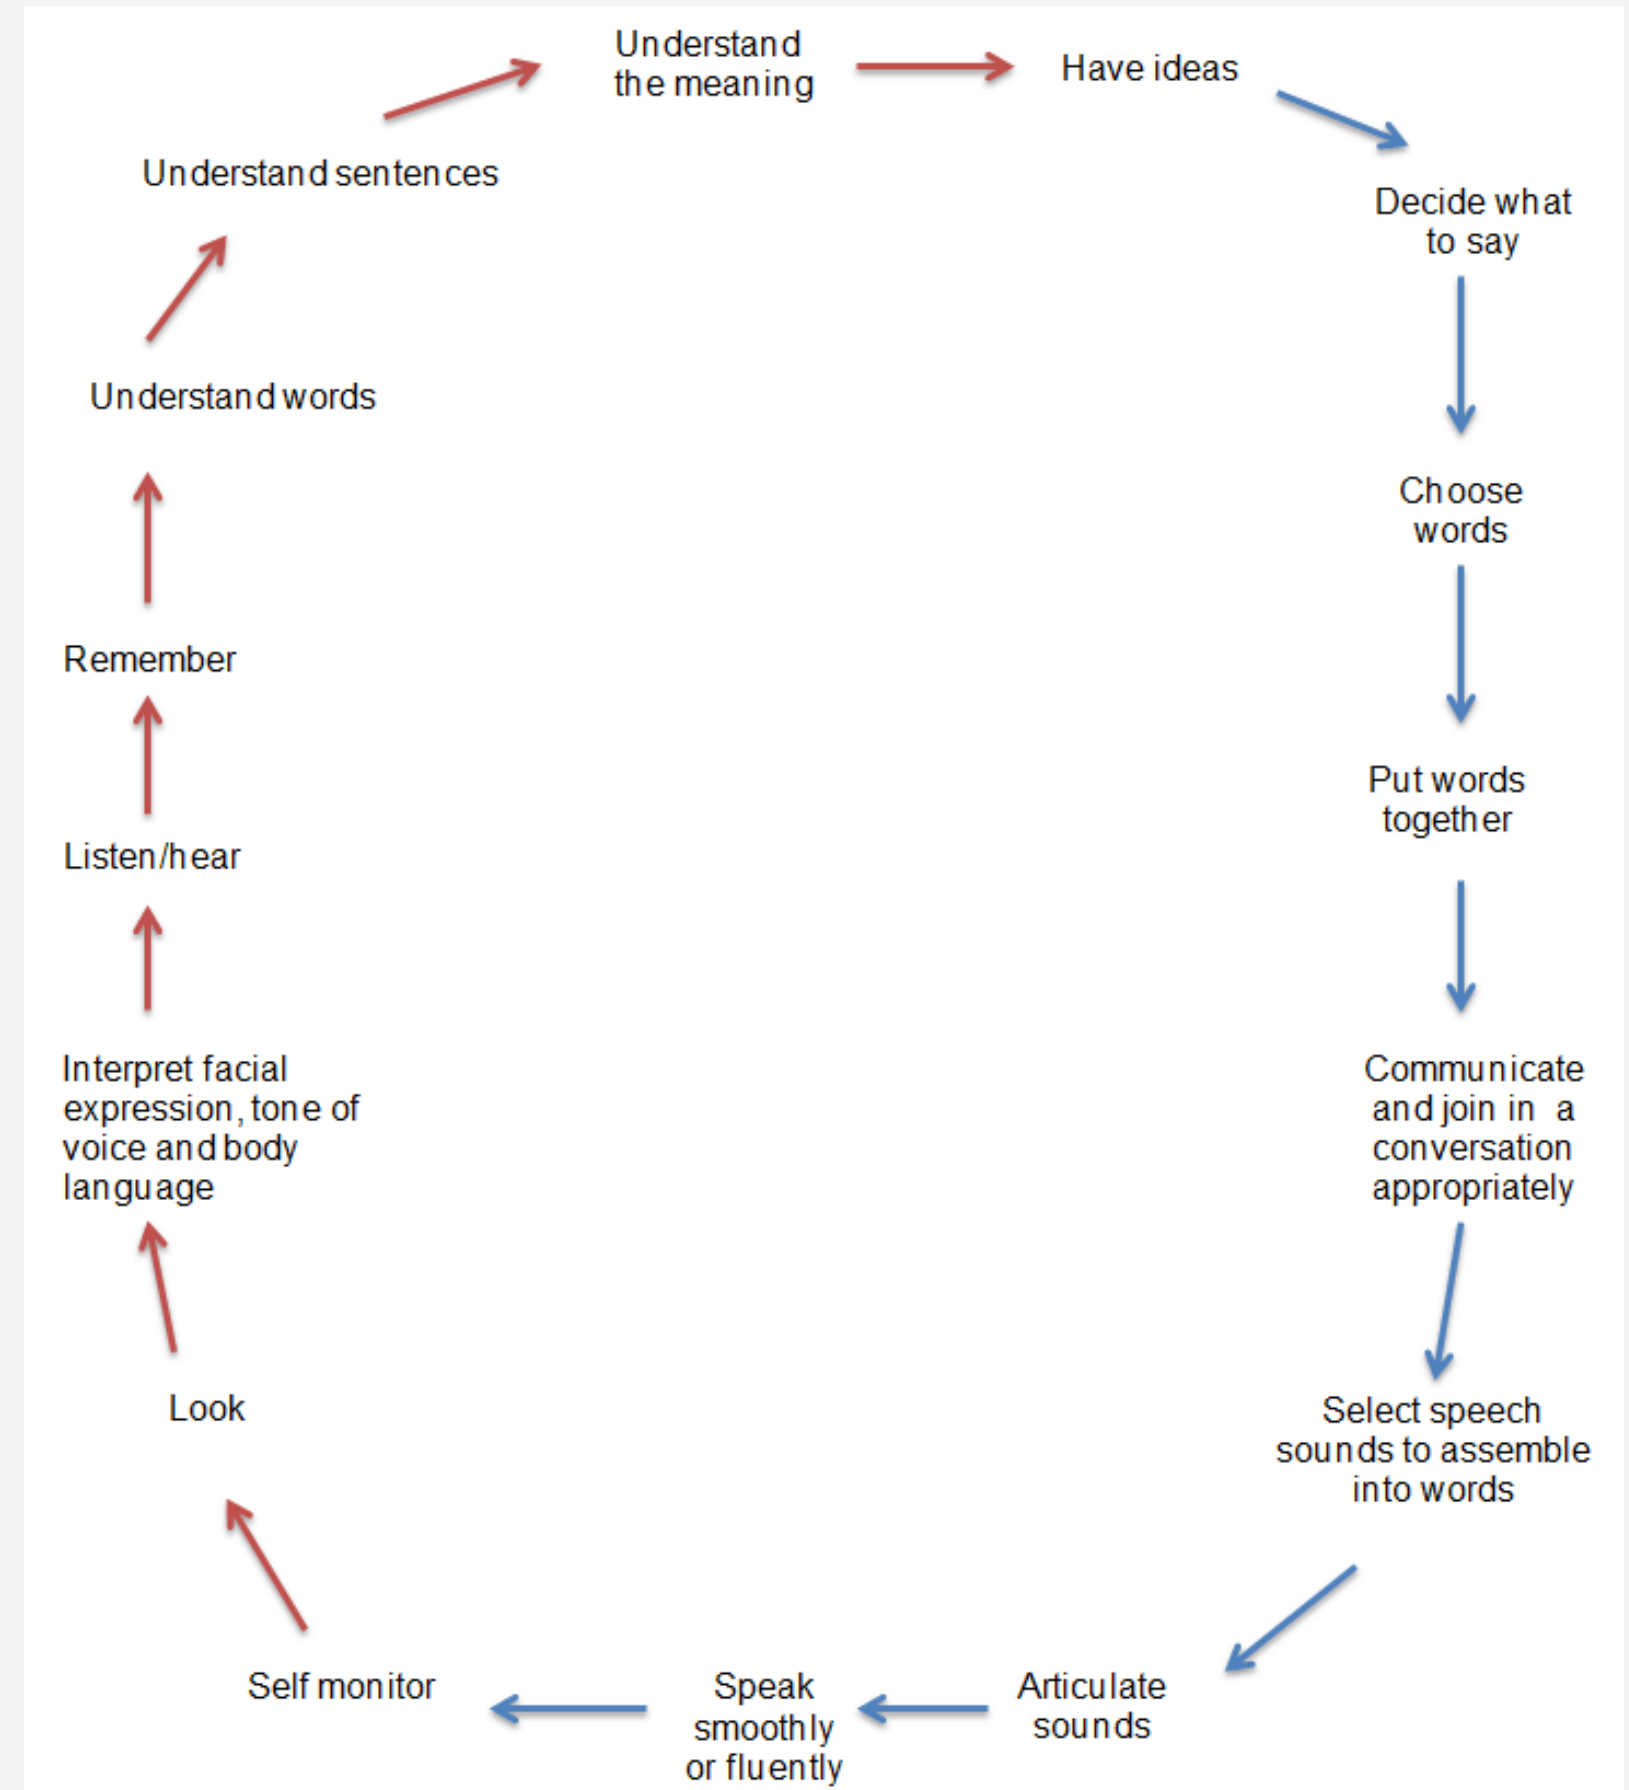 Understand
the meaning
Have ideas
Decide what
to say
Choose
words
Put words
together
Communicate
and join in a
conversation
appropriately
Select speech
sounds to assemble
into words
Articulate
sounds
Speak
smoothly
or fluently
Self monitor
Look
Interpret facial
expression, tone of
voice and body
language
Listen/hear
Remember
Understand words
Understand sentences